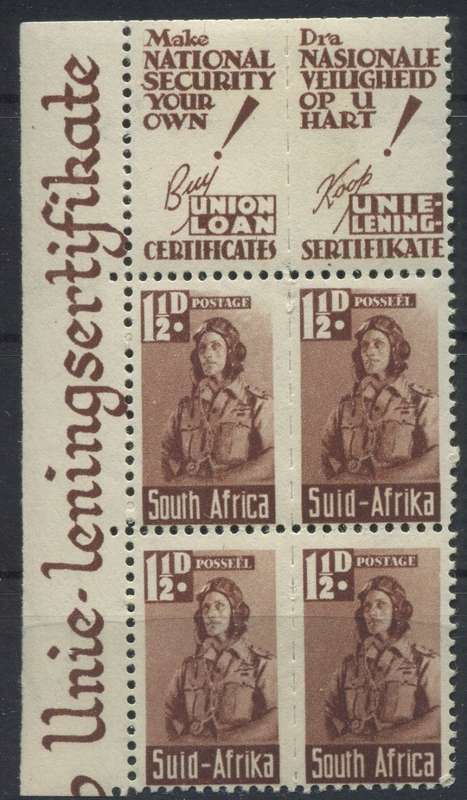 Unie-leningsertifikate
Make
NATIONAL
SECURITY
YOUR
OWN!
Buy
UNION
LOAN
CERTIFICATES
Dra
NASIONALE
VEILIGHEID
OP U
HART!
Koop
UNIE-
LENING-
SERTIFIKATE
1½D. POSTAGE
SOUTH AFRICA
1½D. POSSEËL
SUID-AFRIKA
1½D. POSSEËL
SUID-AFRIKA
1½D. POSTAGE
SOUTH AFRICA